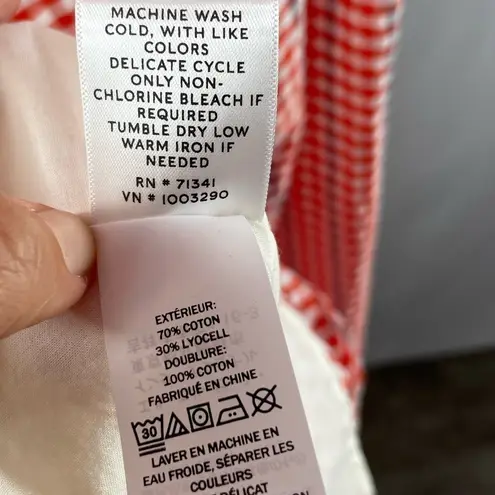 MACHINE WASH
COLD, WITH LIKE
COLORS
DELICATE CYCLE
ONLY NON-
CHLORINE BLEACH IF
REQUIRED
TUMBLE DRY LOW
WARM IRON IF
NEEDED
RN # 71341
VN # 1003290
EXTÉRIEUR:
70% COTON
30% LYOCELL
DOUBLURE:
100% COTON
FABRIQUÉ EN CHINE
30
LAVER EN MACHINE EN
EAU FROIDE, SÉPARER LES
COULEURS
DÉLICAT